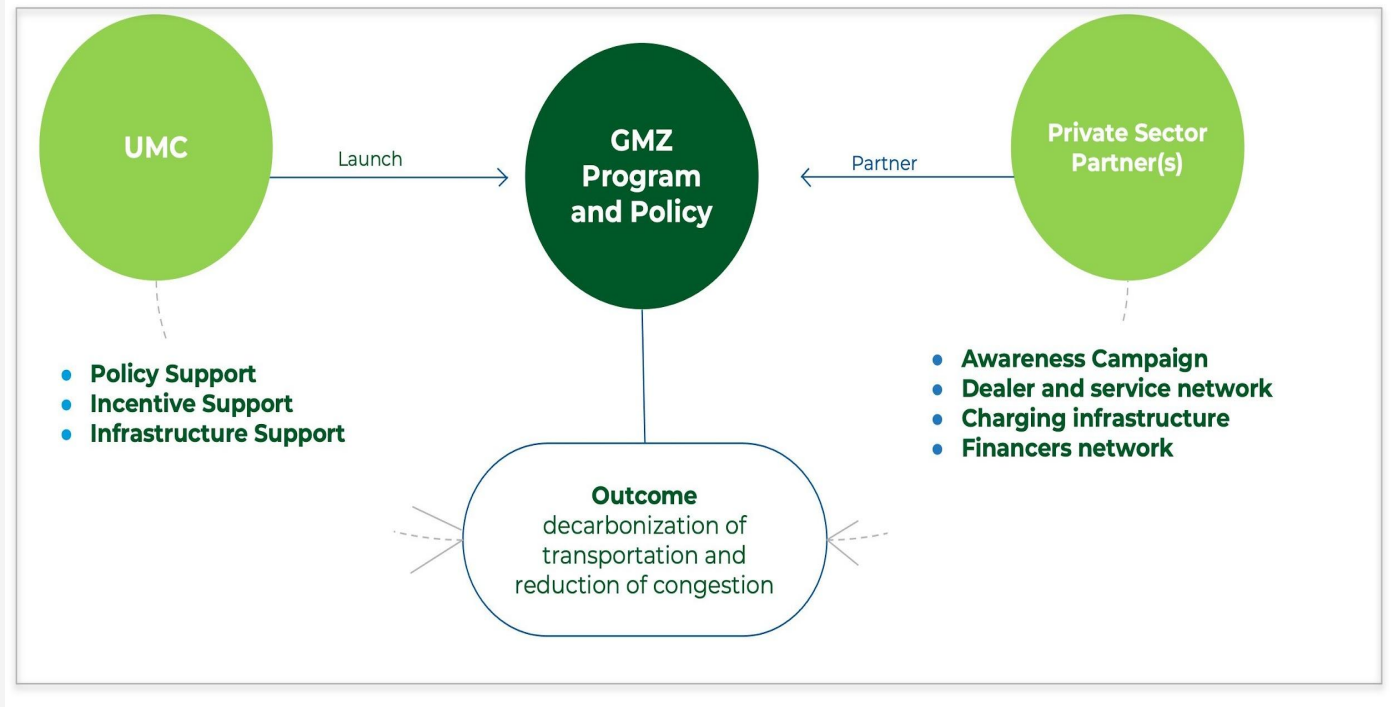 UMC
Launch
GMZ
Program
and Policy
Partner
Private Sector
Partner(s)
Policy Support
Incentive Support
Infrastructure Support
Awareness Campaign
Dealer and service network
Charging infrastructure
Financers network
Outcome
decarbonization of
transportation and
reduction of congestion